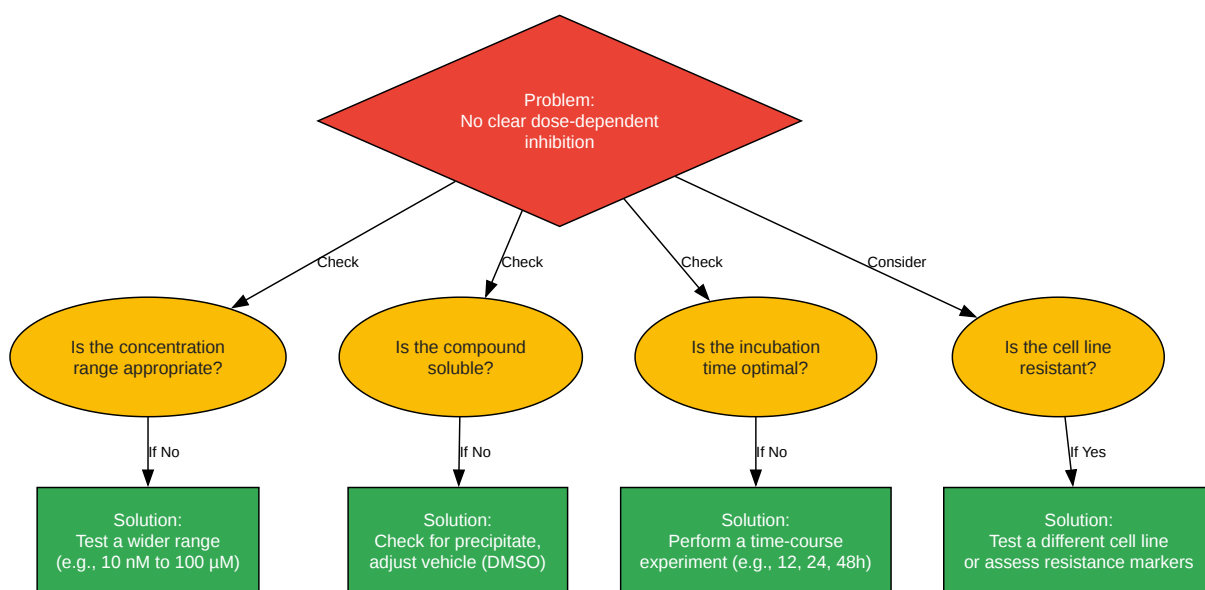 Problem:
No clear dose-dependent
inhibition
Check
Check
Check
Consider
Is the concentration
range appropriate?
Is the compound
soluble?
Is the incubation
time optimal?
Is the cell line
resistant?
If No
If No
If No
If Yes
Solution:
Test a wider range
(e.g., 10 nM to 100 µM)
Solution:
Check for precipitate,
adjust vehicle (DMSO)
Solution:
Perform a time-course
experiment (e.g., 12, 24, 48h)
Solution:
Test a different cell line
or assess resistance markers